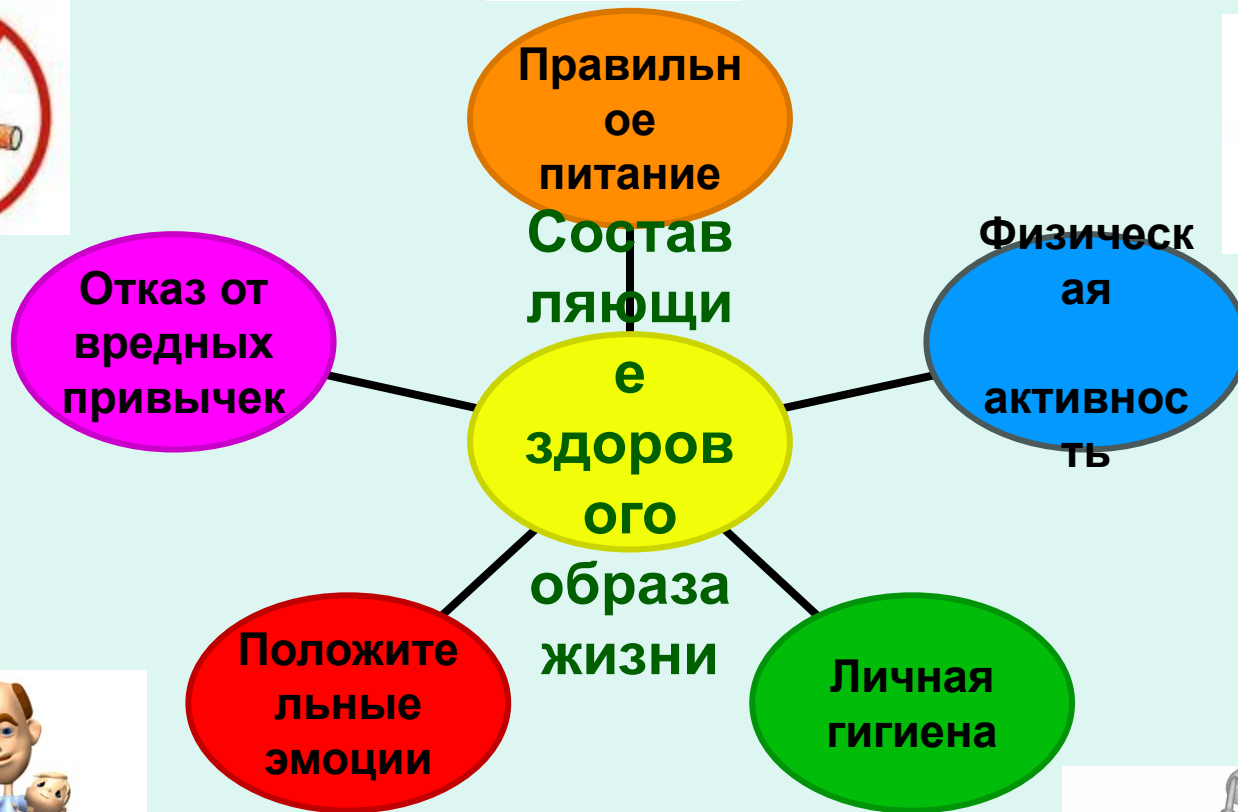 Правильн
ое
питание
Состав
ляющи
е
здоров
ого
образа
жизни
Отказ от
вредных
привычек
Физическ
ая
активнос
ть
Положите
льные
эмоции
Личная
гигиена